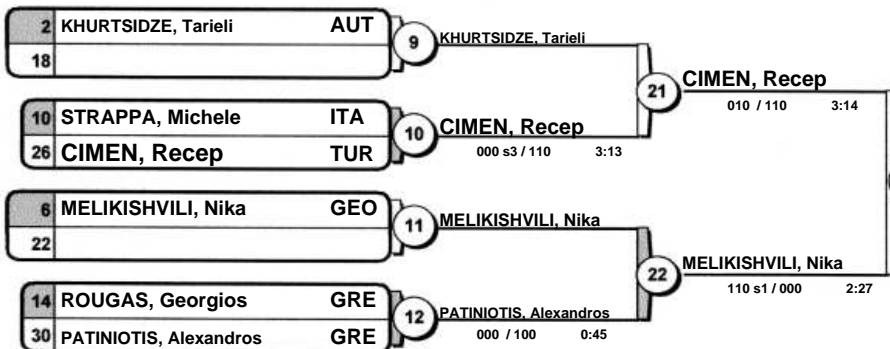 2 KHURTSIDZE, Tarieli AUT
18
9
KHURTSIDZE, Tarieli
10 STRAPPA, Michele ITA
26 CIMEN, Recep TUR
10
CIMEN, Recep
000 s3 / 110 3:13
21
CIMEN, Recep
010 / 110 3:14
6 MELIKISHVILI, Nika GEO
22
11
MELIKISHVILI, Nika
14 ROUGAS, Georgios GRE
30 PATINIOTIS, Alexandros GRE
12
PATINIOTIS, Alexandros
000 / 100 0:45
22
MELIKISHVILI, Nika
110 s1 / 000 2:27